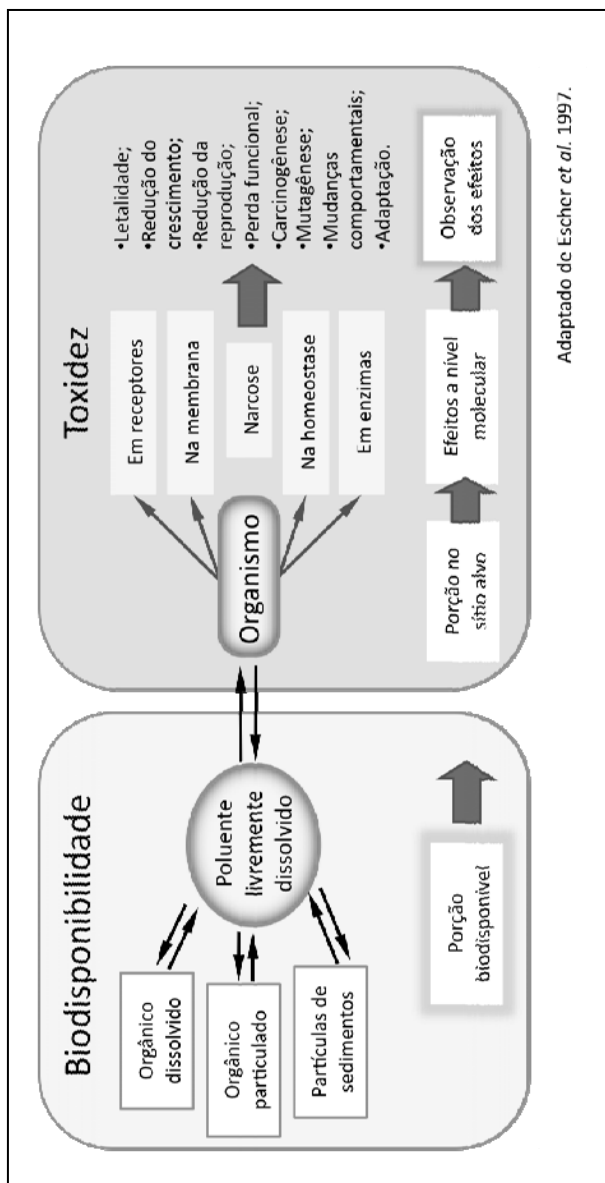 Biodisponibilidade
Orgânico
dissolvido
Orgânico
particulado
Partículas de
sedimentos
Poluente
livremente
dissolvido
Porção
biodisponível
Toxidez
Organismo
Em receptores
Na membrana
Narcose
Na homeostase
Em enzimas
•Letalidade;
•Redução do
crescimento;
•Redução da
reprodução;
•Perda funcional;
•Carcinogênese;
•Mutagênese;
•Mudanças
comportamentais;
•Adaptação.
Porção no
sítio alvo
Efeitos a nível
molecular
Observação
dos efeitos
Adaptado de Escher et al. 1997.